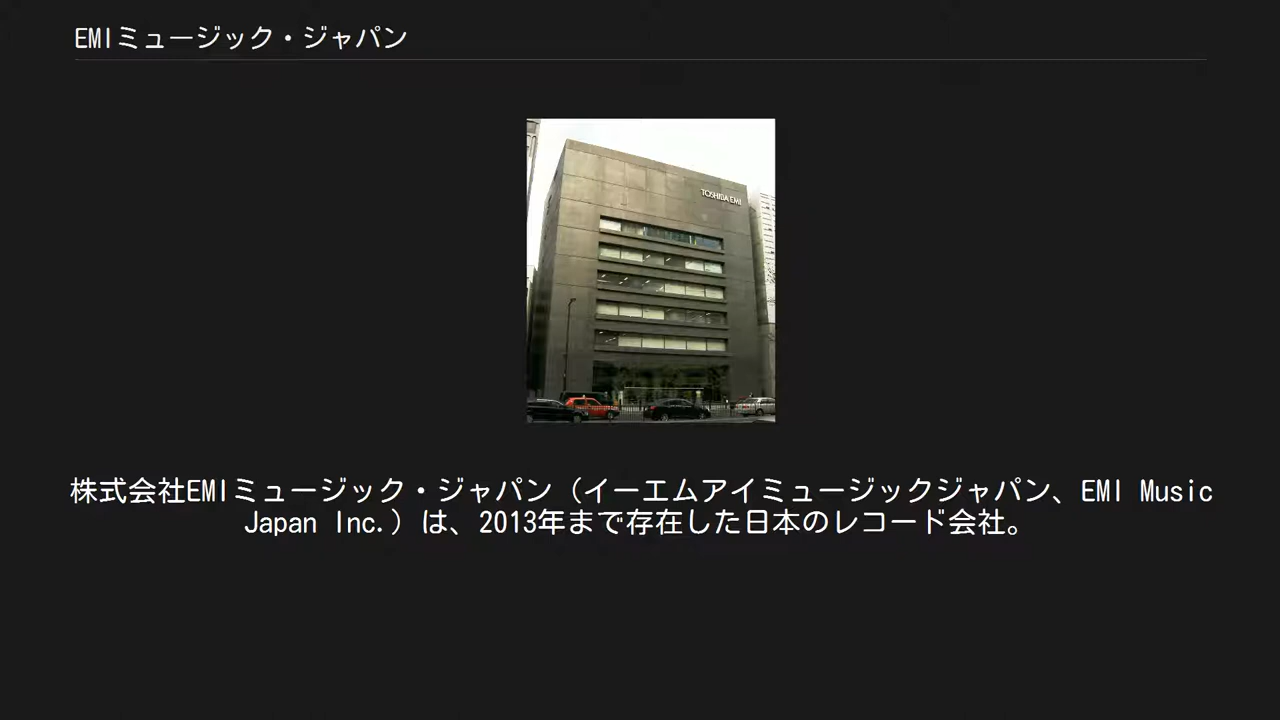 EMIミュージック・ジャパン
TOSHIBA EMI
株式会社EMIミュージック・ジャパン（イーエムアイミュージックジャパン、EMI Music
Japan Inc.）は、2013年まで存在した日本のレコード会社。